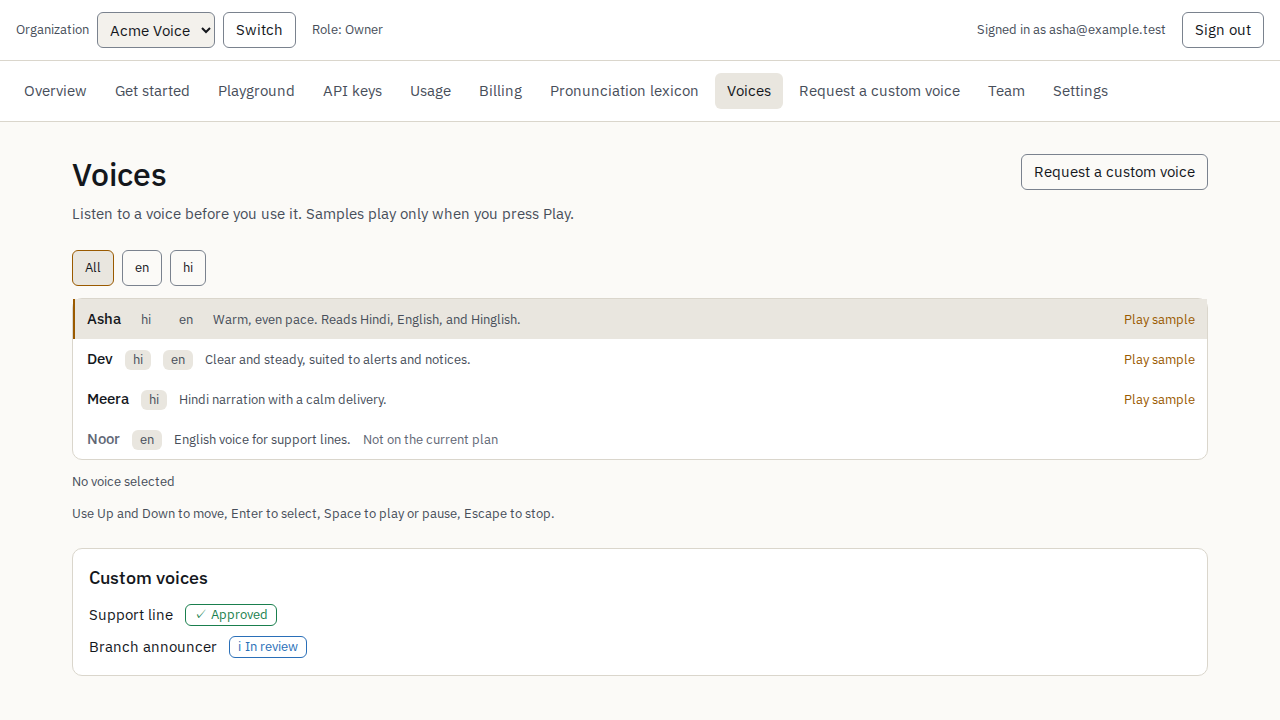 Organization Acme Voice Switch Role: Owner Signed in as asha@example.test Sign out
Overview Get started Playground API keys Usage Billing Pronunciation lexicon Voices Request a custom voice Team Settings
Voices Request a custom voice
Listen to a voice before you use it. Samples play only when you press Play.
All en hi
Asha hi en Warm, even pace. Reads Hindi, English, and Hinglish. Play sample
Dev hi en Clear and steady, suited to alerts and notices. Play sample
Meera hi Hindi narration with a calm delivery. Play sample
Noor en English voice for support lines. Not on the current plan
No voice selected
Use Up and Down to move, Enter to select, Space to play or pause, Escape to stop.
Custom voices
Support line ✓ Approved
Branch announcer i In review